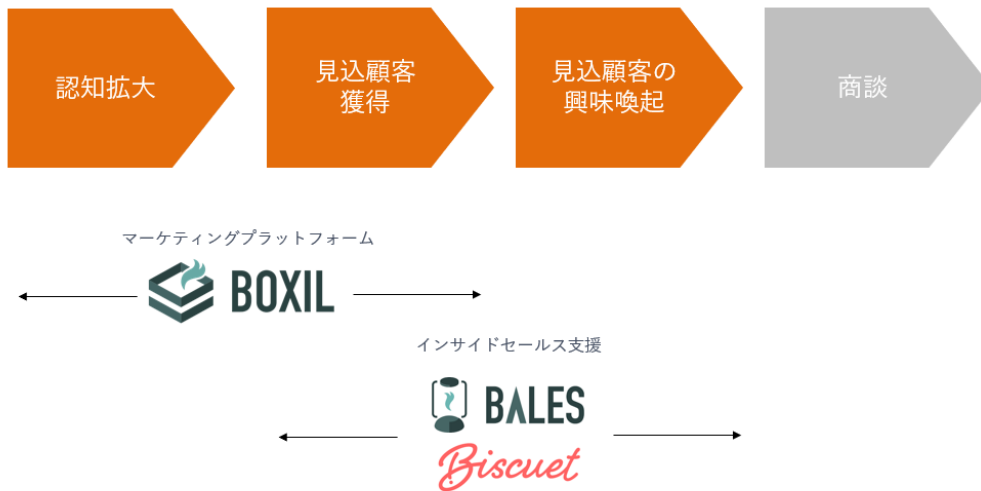 認知拡大
見込顧客
獲得
見込顧客の
興味喚起
商談
マーケティングプラットフォーム
BOXIL
インサイドセールス支援
BALES
Biscuet